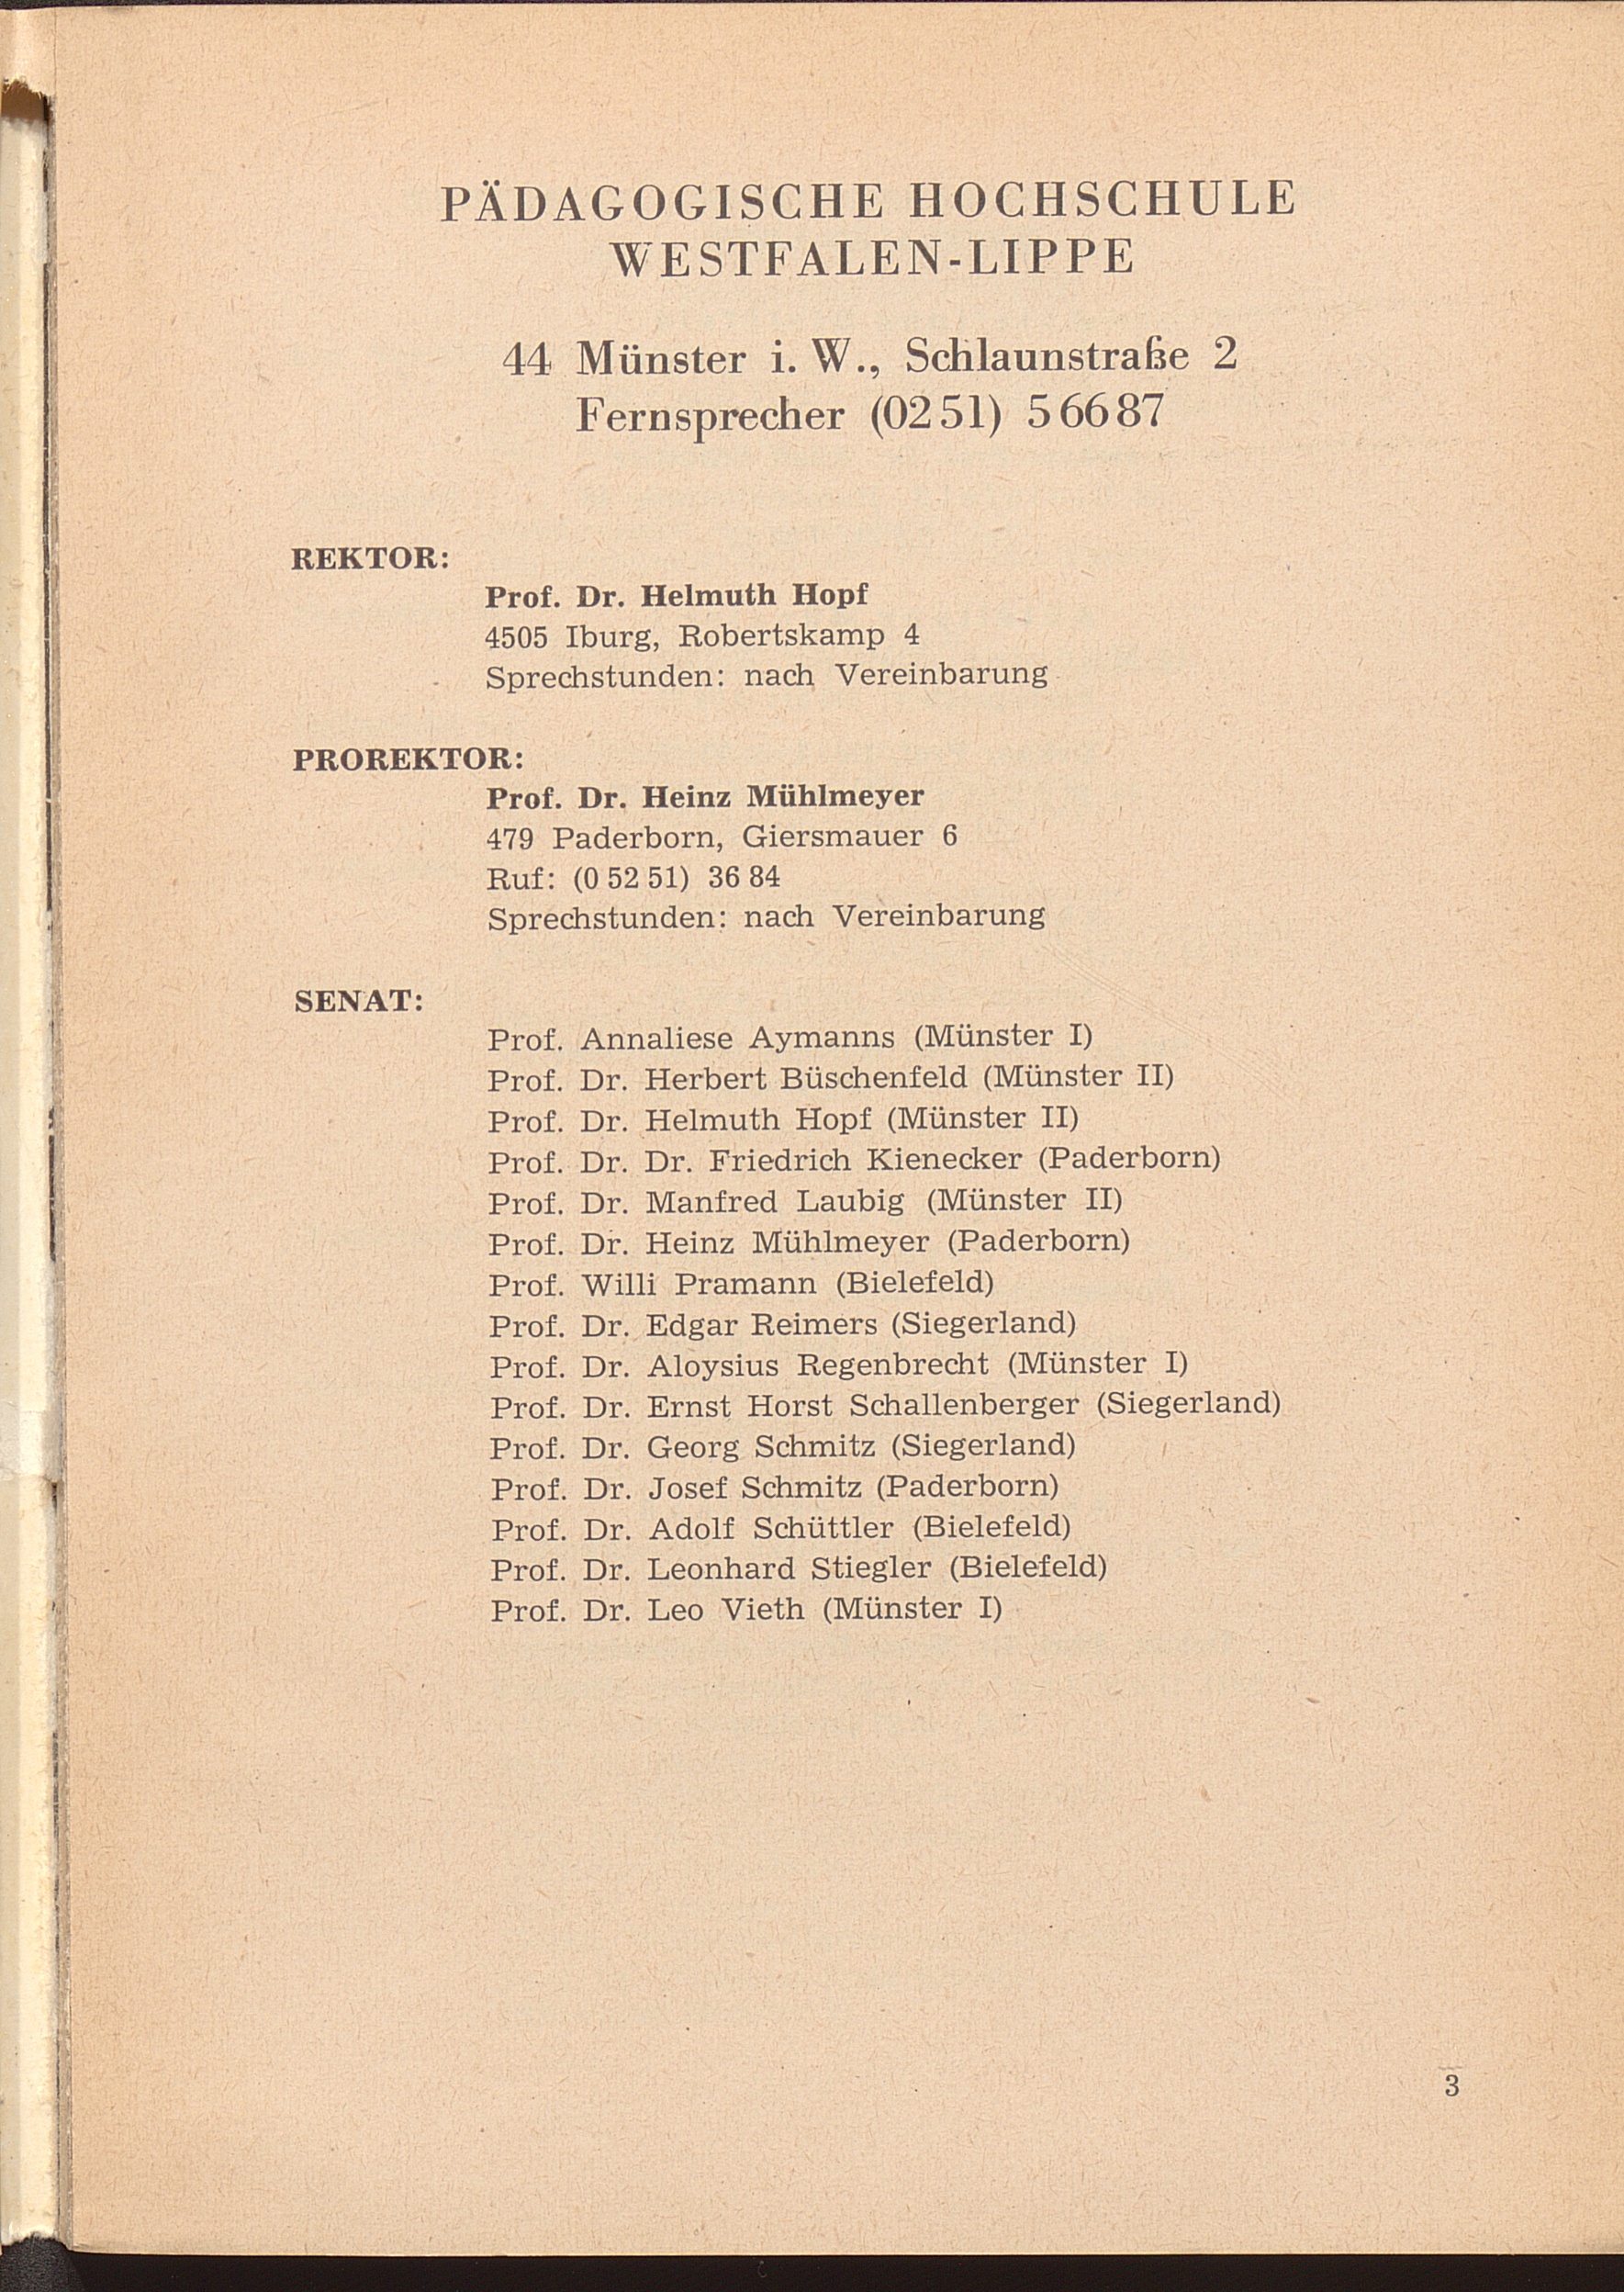 PÄDAGOGISCHE HOCHSCHULE
WESTFALEN-LIPPE
44 Münster i. W., Schlaunstraße 2
Fernsprecher (02 51) 5 66 87
REKTOR:
Prof. Dr. Helmuth Hopf
4505 Iburg, Robertskamp 4
Sprechstunden: nach Vereinbarung
PROREKTOR:
Prof. Dr. Heinz Mühlmeyer
479 Paderborn, Giersmauer 6
Ruf: (0 52 51) 36 84
Sprechstunden: nach Vereinbarung
SENAT:
Prof. Annaliese Aymanns (Münster I)
Prof. Dr. Herbert Büschenfeld (Münster II)
Prof. Dr. Helmuth Hopf (Münster II)
Prof. Dr. Dr. Friedrich Kienecker (Paderborn)
Prof. Dr. Manfred Laubig (Münster II)
Prof. Dr. Heinz Mühlmeyer (Paderborn)
Prof. Willi Pramann (Bielefeld)
Prof. Dr. Edgar Reimers (Siegerland)
Prof. Dr. Aloysius Regenbrecht (Münster I)
Prof. Dr. Ernst Horst Schallenberger (Siegerland)
Prof. Dr. Georg Schmitz (Siegerland)
Prof. Dr. Josef Schmitz (Paderborn)
Prof. Dr. Adolf Schüttler (Bielefeld)
Prof. Dr. Leonhard Stiegler (Bielefeld)
Prof. Dr. Leo Vieth (Münster I)
3